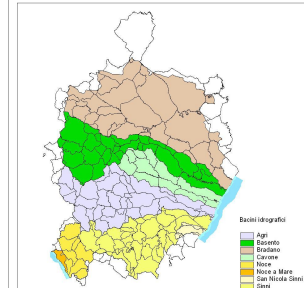 Bacini idrografici
Agri
Basento
Bradano
Cavone
Noce
Noce a Mare
San Nicola Sinni
Sinni